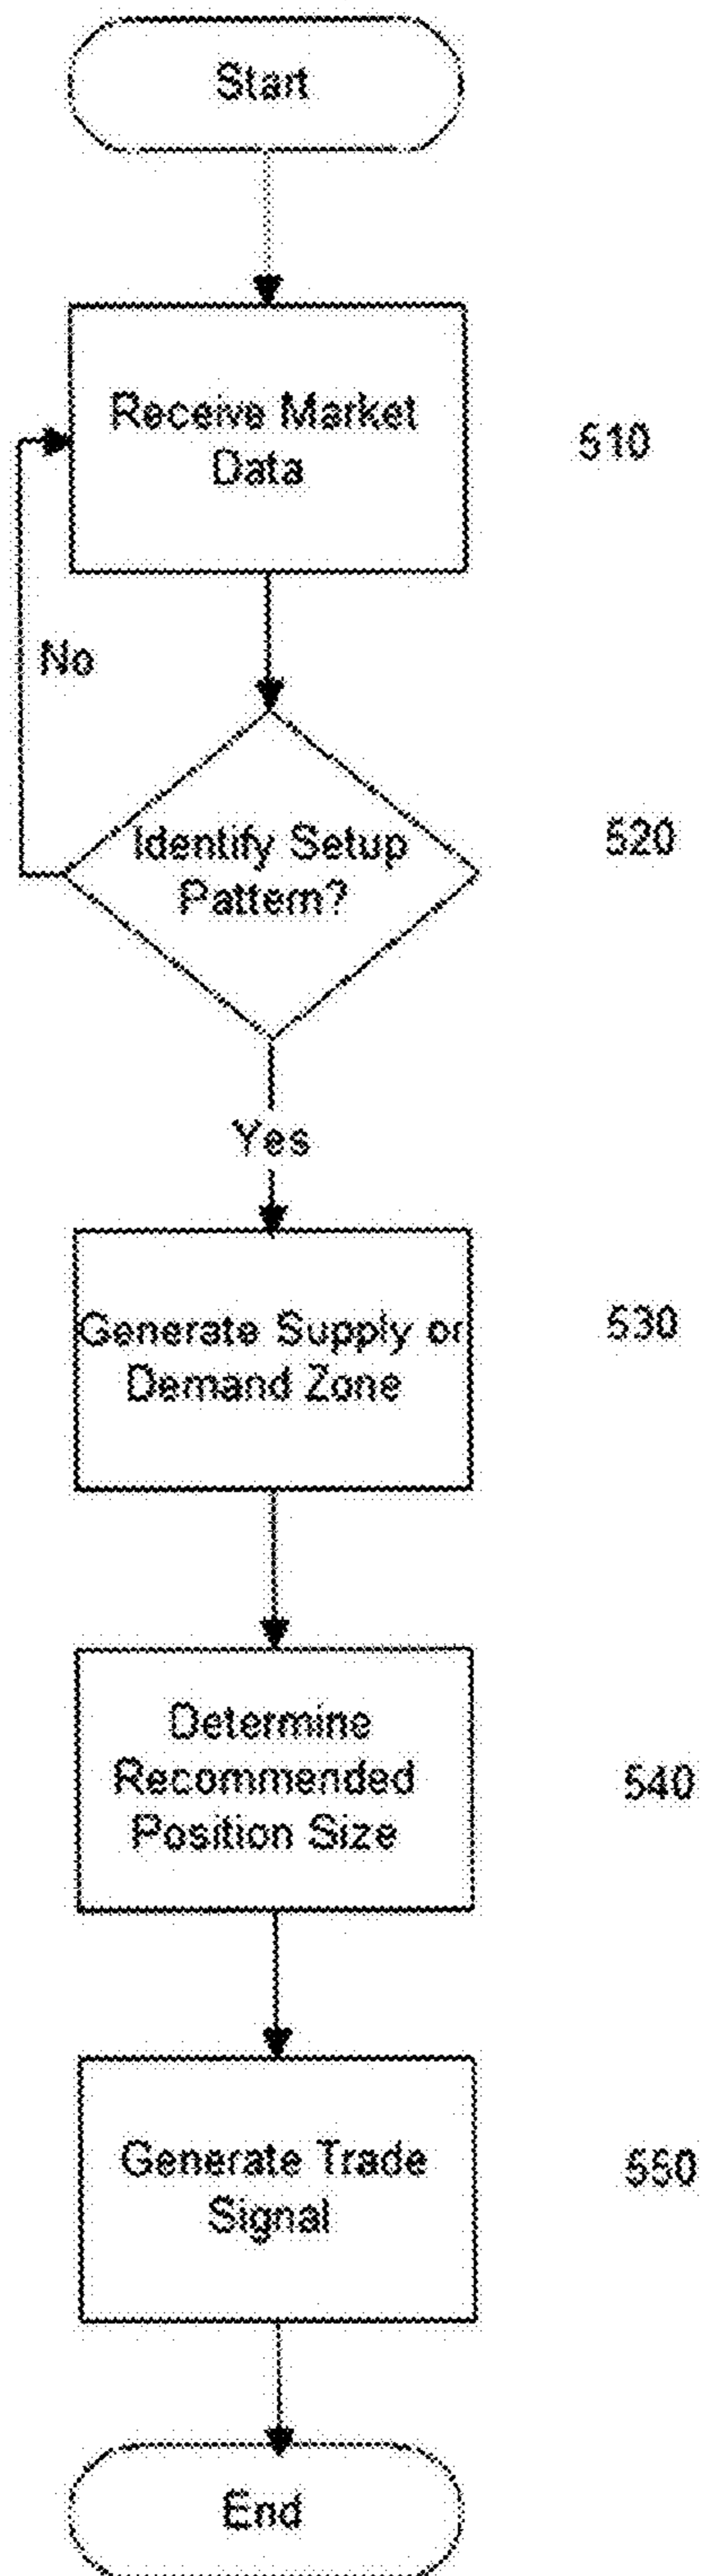 Start
Receive Market
Data
510
No
Identify Setup
Pattern?
520
Yes
Generate Supply or
Demand Zone
530
Determine
Recommended
Position Size
540
Generate Trade
Signal
550
End